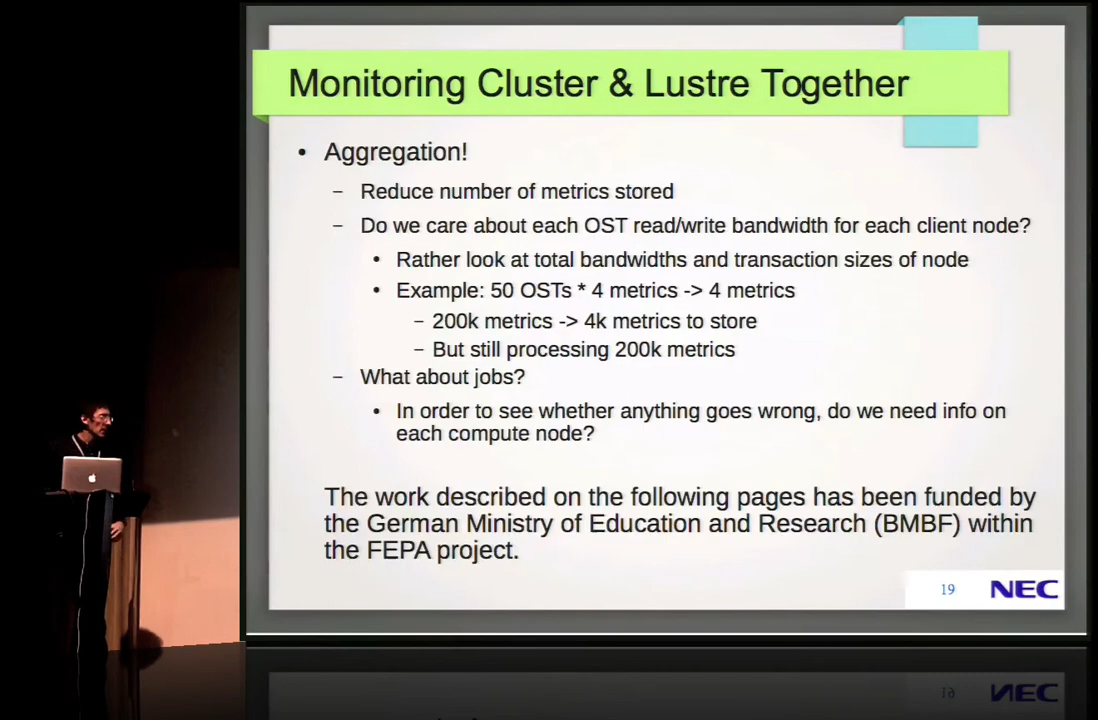 Monitoring Cluster & Lustre Together
• Aggregation!
– Reduce number of metrics stored
– Do we care about each OST read/write bandwidth for each client node?
• Rather look at total bandwidths and transaction sizes of node
• Example: 50 OSTs * 4 metrics -> 4 metrics
– 200k metrics -> 4k metrics to store
– But still processing 200k metrics
– What about jobs?
• In order to see whether anything goes wrong, do we need info on
each compute node?
The work described on the following pages has been funded by
the German Ministry of Education and Research (BMBF) within
the FEPA project.
19 NEC